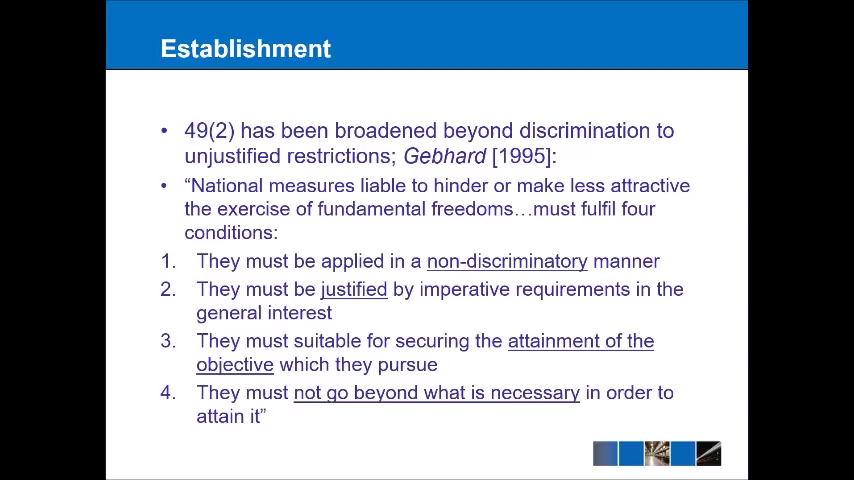 Establishment
• 49(2) has been broadened beyond discrimination to
unjustified restrictions; Gebhard [1995]:
• “National measures liable to hinder or make less attractive
the exercise of fundamental freedoms…must fulfil four
conditions:
1. They must be applied in a non-discriminatory manner
2. They must be justified by imperative requirements in the
general interest
3. They must suitable for securing the attainment of the
objective which they pursue
4. They must not go beyond what is necessary in order to
attain it”